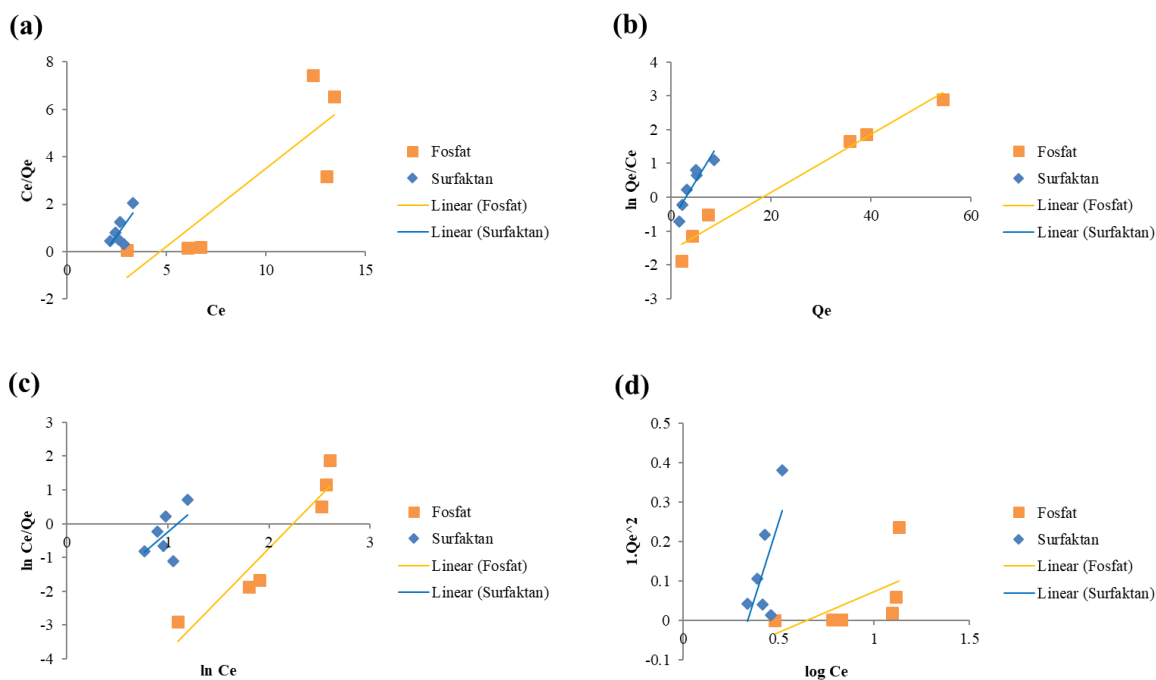 (a)
8
6
4
2
0
-2
0
5
10
15
Ce/Qe
Ce
Fosfat
Surfaktan
Linear (Fosfat)
Linear (Surfaktan)
(b)
4
3
2
1
0
-1
-2
-3
0
20
40
60
ln Qe/Ce
Qe
Fosfat
Surfaktan
Linear (Fosfat)
Linear (Surfaktan)
(c)
3
2
1
0
-1
-2
-3
-4
0
1
2
3
ln Ce/Qe
ln Ce
Fosfat
Surfaktan
Linear (Fosfat)
Linear (Surfaktan)
(d)
0.5
0.4
0.3
0.2
0.1
0
-0.1
0
0.5
1
1.5
1.Qe^2
log Ce
Fosfat
Surfaktan
Linear (Fosfat)
Linear (Surfaktan)